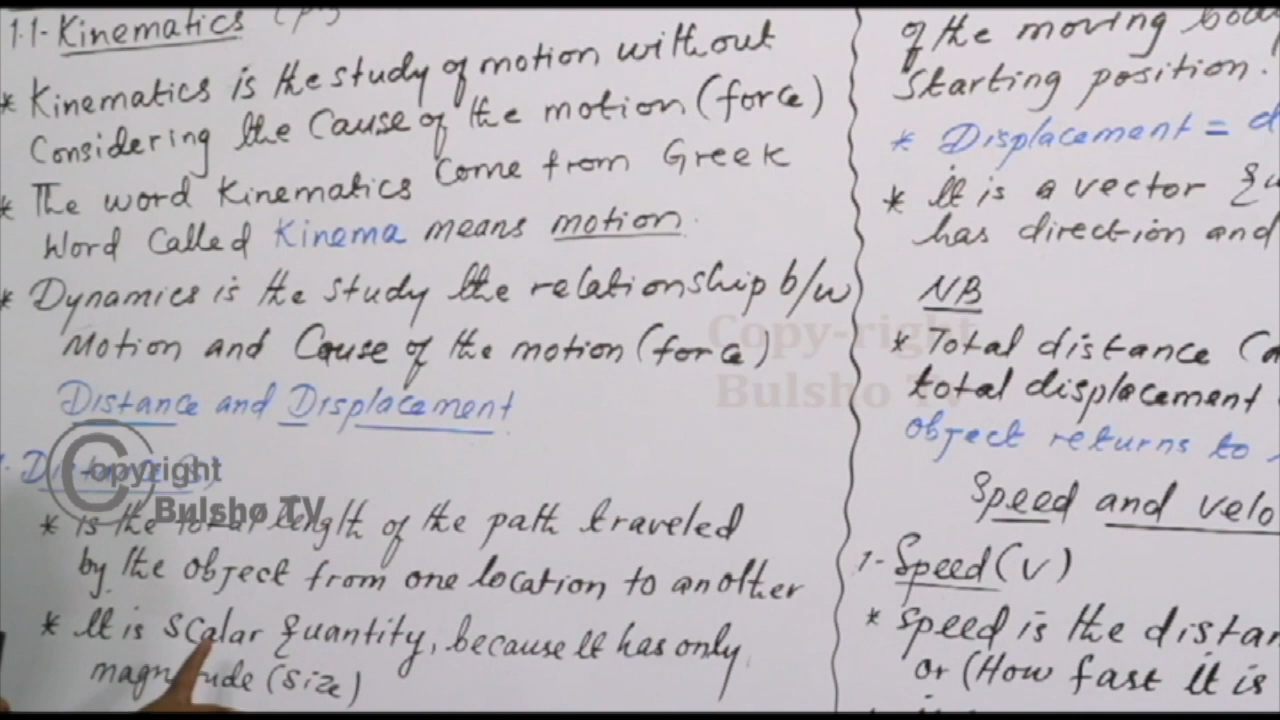 1.1- Kinematics
* Kinematics is the study of motion without
Considering the Cause of the motion (force)
* The word Kinematics Come from Greek
Word Called Kinema means motion.
* Dynamics is the study the relationship b/w
Motion and Cause of the motion (force)
Distance and Displacement
Distance
* is the total length of the path traveled
by the object from one location to another
* It is Scalar Quantity, because It has only
magnitude (Size)
of the moving body
Starting position.
* Displacement =
* It is a vector
has direction and
NB
* Total distance
total displacement
object returns to
Speed and velo
1- Speed (V)
* Speed is the distan
or (How fast It is
Copy-right
Bulsho TV
Copyright
Bulsho TV